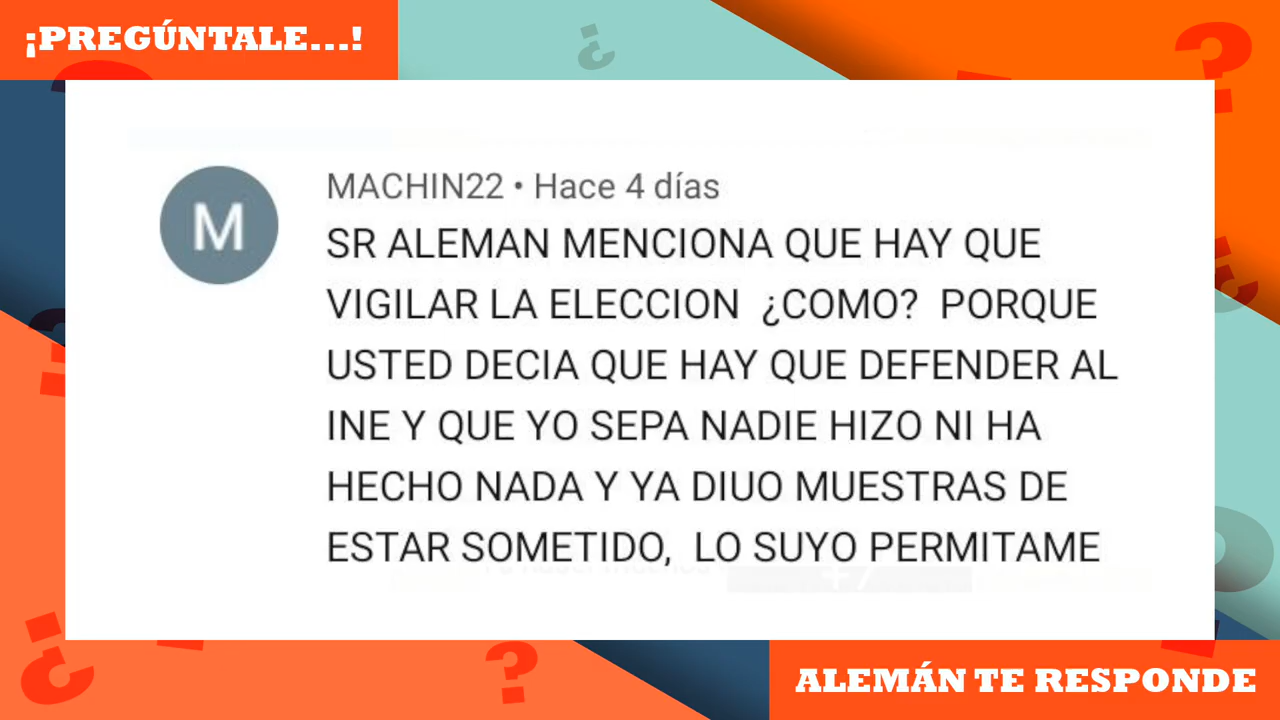 ¡PREGÚNTALE...!
MACHIN22 • Hace 4 días
SR ALEMAN MENCIONA QUE HAY QUE
VIGILAR LA ELECCION ¿COMO? PORQUE
USTED DECIA QUE HAY QUE DEFENDER AL
INE Y QUE YO SEPA NADIE HIZO NI HA
HECHO NADA Y YA DIUO MUESTRAS DE
ESTAR SOMETIDO, LO SUYO PERMITAME
ALEMÁN TE RESPONDE